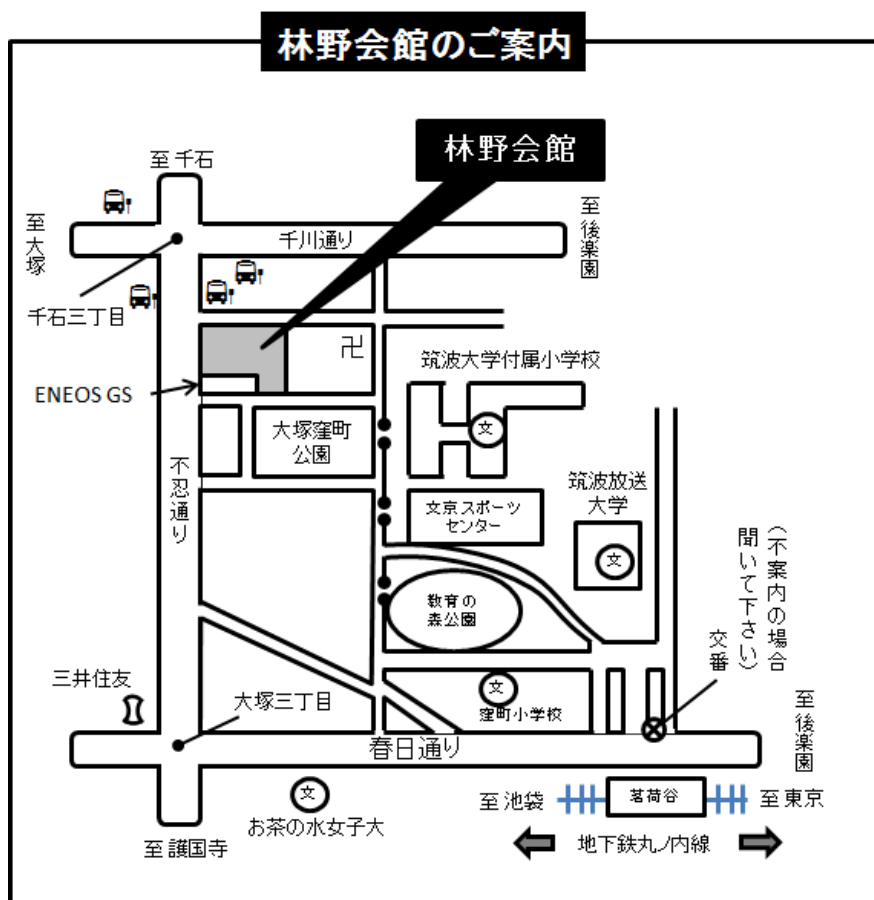 林野会館のご案内
林野会館
至千石
至大塚
千川通り
至後楽園
千石三丁目
卍
筑波大学付属小学校
ENEOS GS
文
大塚窪町
公園
不忍通り
筑波放送
大学
文京スポーツ
センター
文
(不案内の場合
聞いて下さい)
交番
教育の
森公園
三井住友
大塚三丁目
文
窪町小学校
至後楽園
春日通り
文
お茶の水女子大
至池袋
茗荷谷
至東京
至護国寺
地下鉄丸ノ内線